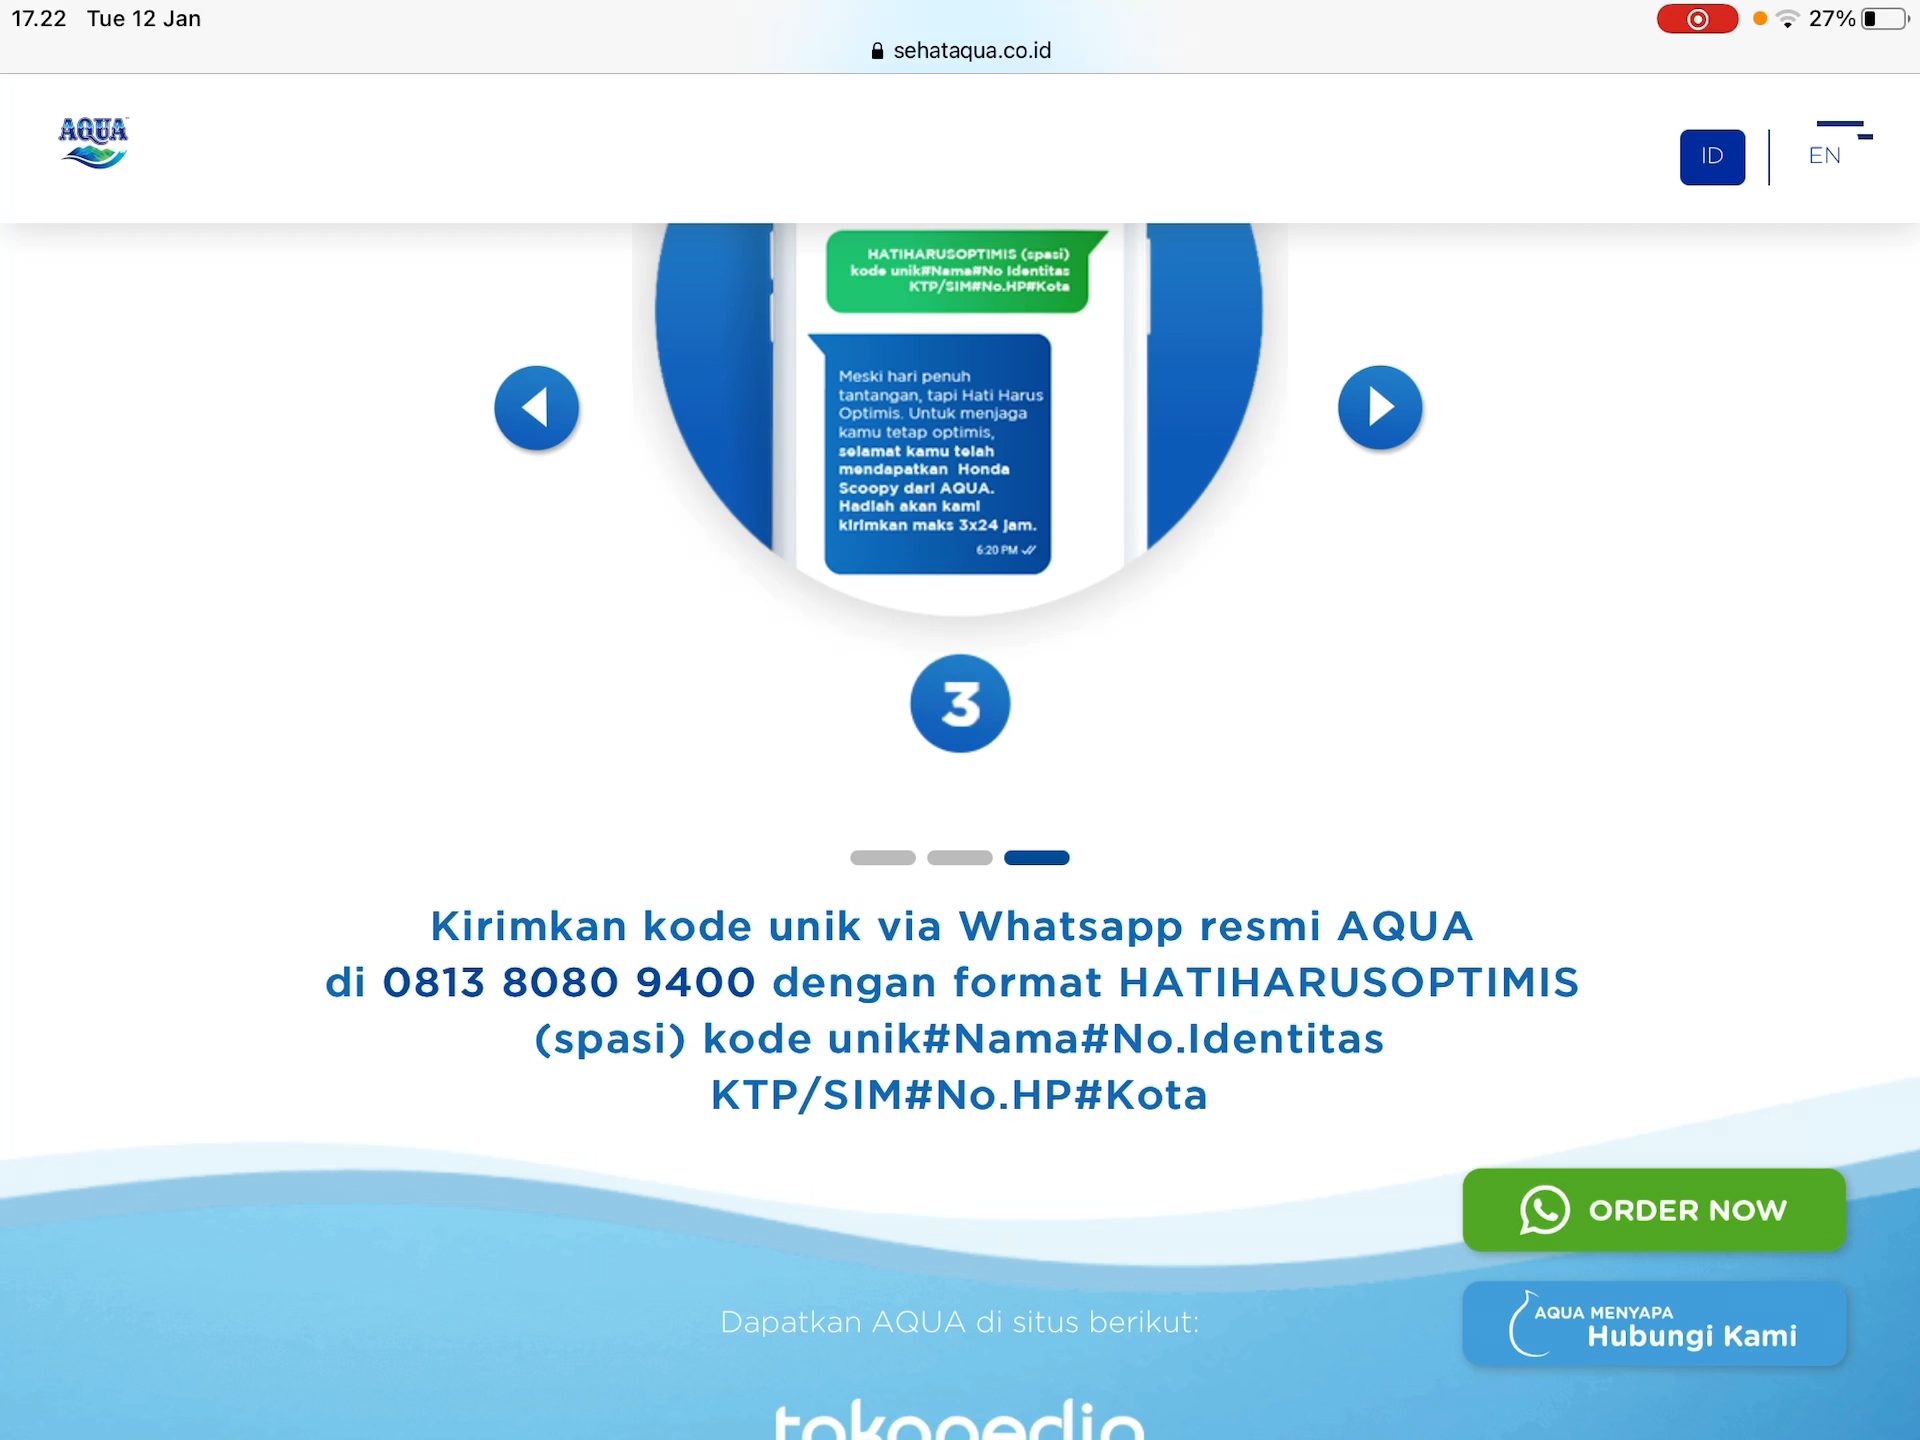 17.22 Tue 12 Jan
27%
sehataqua.co.id
AQUA
ID
EN
HATIHARUSOPTIMIS (spasi)
kode unik#Nama#No Identitas
KTP/SIM#No.HP#Kota
Meski hari penuh
tantangan, tapi Hati Harus
Optimis. Untuk menjaga
kamu tetap optimis,
selamat kamu telah
mendapatkan Honda
Scoopy dari AQUA.
Hadiah akan kami
kirimkan maks 3x24 jam.
6:20 PM
3
Kirimkan kode unik via Whatsapp resmi AQUA
di 0813 8080 9400 dengan format HATIHARUSOPTIMIS
(spasi) kode unik#Nama#No.Identitas
KTP/SIM#No.HP#Kota
ORDER NOW
AQUA MENYAPA
Hubungi Kami
Dapatkan AQUA di situs berikut:
tokopedia